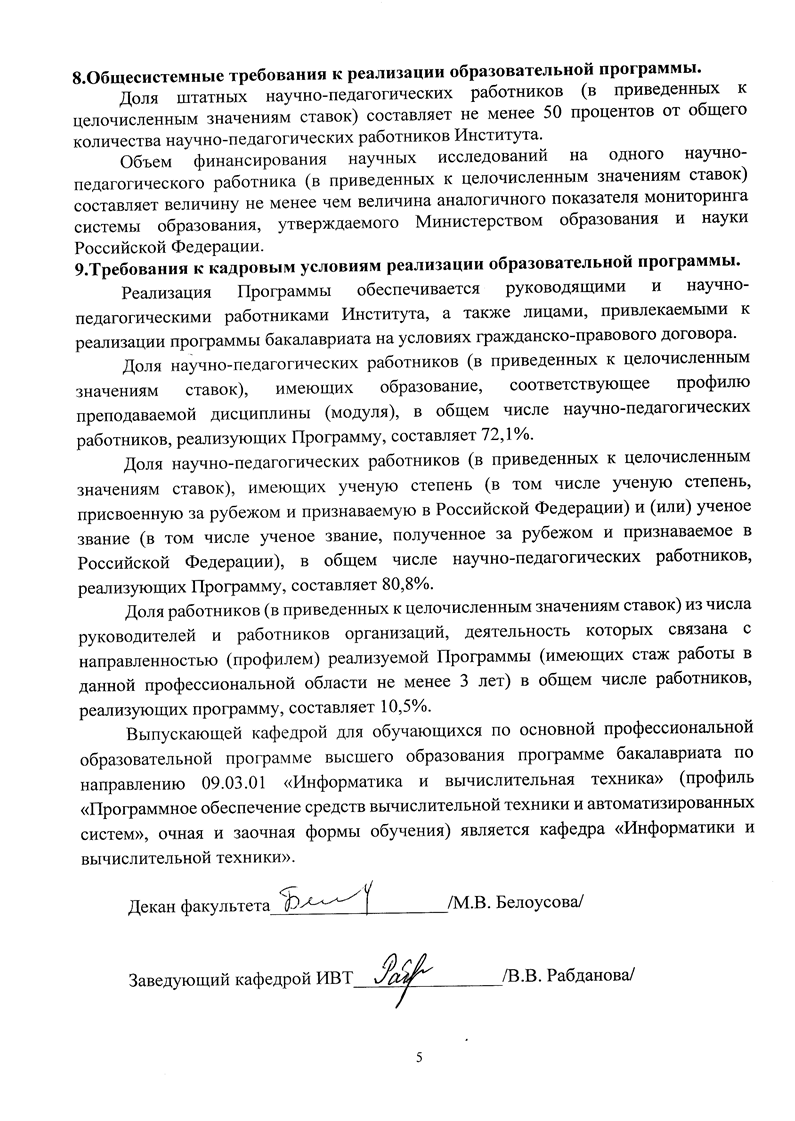 8.Общесистемные требования к реализации образовательной программы.
Доля штатных научно-педагогических работников (в приведенных к
целочисленным значениям ставок) составляет не менее 50 процентов от общего
количества научно-педагогических работников Института.
Объем финансирования научных исследований на одного научно-
педагогического работника (в приведенных к целочисленным значениям ставок)
составляет величину не менее чем величина аналогичного показателя мониторинга
системы образования, утверждаемого Министерством образования и науки
Российской Федерации.
9.Требования к кадровым условиям реализации образовательной программы.
Реализация Программы обеспечивается руководящими и научно-
педагогическими работниками Института, а также лицами, привлекаемыми к
реализации программы бакалавриата на условиях гражданско-правового договора.
Доля научно-педагогических работников (в приведенных к целочисленным
значениям ставок), имеющих образование, соответствующее профилю
преподаваемой дисциплины (модуля), в общем числе научно-педагогических
работников, реализующих Программу, составляет 72,1%.
Доля научно-педагогических работников (в приведенных к целочисленным
значениям ставок), имеющих ученую степень (в том числе ученую степень,
присвоенную за рубежом и признаваемую в Российской Федерации) и (или) ученое
звание (в том числе ученое звание, полученное за рубежом и признаваемое в
Российской Федерации), в общем числе научно-педагогических работников,
реализующих Программу, составляет 80,8%.
Доля работников (в приведенных к целочисленным значениям ставок) из числа
руководителей и работников организаций, деятельность которых связана с
направленностью (профилем) реализуемой Программы (имеющих стаж работы в
данной профессиональной области не менее 3 лет) в общем числе работников,
реализующих программу, составляет 10,5%.
Выпускающей кафедрой для обучающихся по основной профессиональной
образовательной программе высшего образования программе бакалавриата по
направлению 09.03.01 «Информатика и вычислительная техника» (профиль
«Программное обеспечение средств вычислительной техники и автоматизированных
систем», очная и заочная формы обучения) является кафедра «Информатики и
вычислительной техники».
Декан факультета /М.В. Белоусова/
Заведующий кафедрой ИВТ /В.В. Рабданова/
5